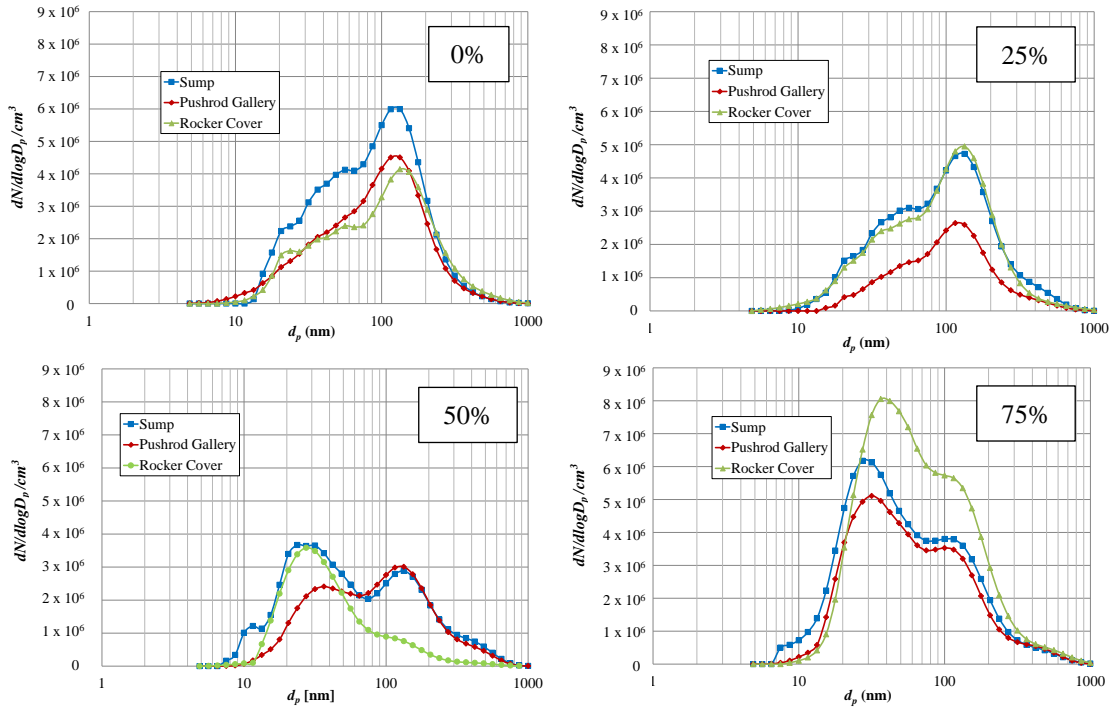 9 x 10⁶
8 x 10⁶
7 x 10⁶
6 x 10⁶
5 x 10⁶
4 x 10⁶
3 x 10⁶
2 x 10⁶
1 x 10⁶
0
dN/dlogDₚ/cm³
0%
Sump
Pushrod Gallery
Rocker Cover
1 10 100 1000
dₚ (nm)
9 x 10⁶
8 x 10⁶
7 x 10⁶
6 x 10⁶
5 x 10⁶
4 x 10⁶
3 x 10⁶
2 x 10⁶
1 x 10⁶
0
dN/dlogDₚ/cm³
25%
Sump
Pushrod Gallery
Rocker Cover
1 10 100 1000
dₚ (nm)
9 x 10⁶
8 x 10⁶
7 x 10⁶
6 x 10⁶
5 x 10⁶
4 x 10⁶
3 x 10⁶
2 x 10⁶
1 x 10⁶
0
dN/dlogDₚ/cm³
50%
Sump
Pushrod Gallery
Rocker Cover
1 10 100 1000
dₚ [nm]
9 x 10⁶
8 x 10⁶
7 x 10⁶
6 x 10⁶
5 x 10⁶
4 x 10⁶
3 x 10⁶
2 x 10⁶
1 x 10⁶
0
dN/dlogDₚ/cm³
75%
Sump
Pushrod Gallery
Rocker Cover
1 10 100 1000
dₚ (nm)